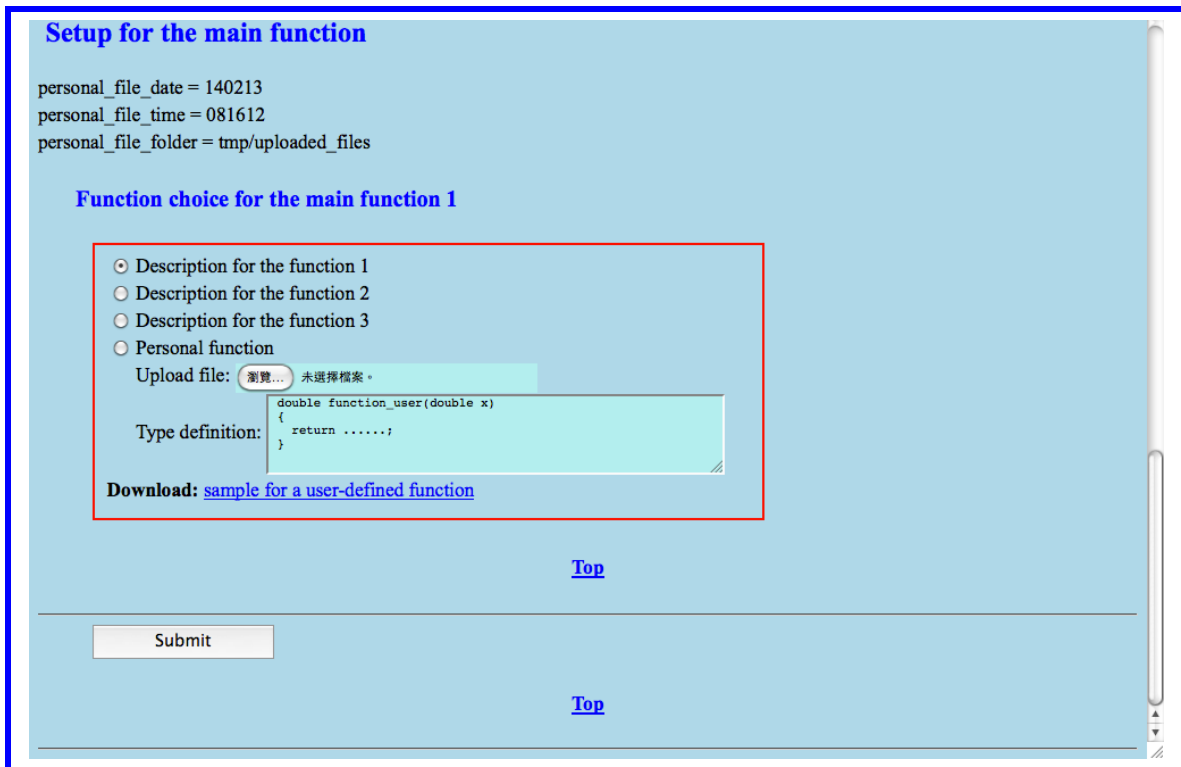 Setup for the main function
personal_file_date = 140213
personal_file_time = 081612
personal_file_folder = tmp/uploaded_files
Function choice for the main function 1
Description for the function 1
Description for the function 2
Description for the function 3
Personal function
Upload file: 瀏覽... 未選擇檔案。
Type definition:
double function_user(double x)
{
return ......;
}
Download: sample for a user-defined function
Top
Submit
Top